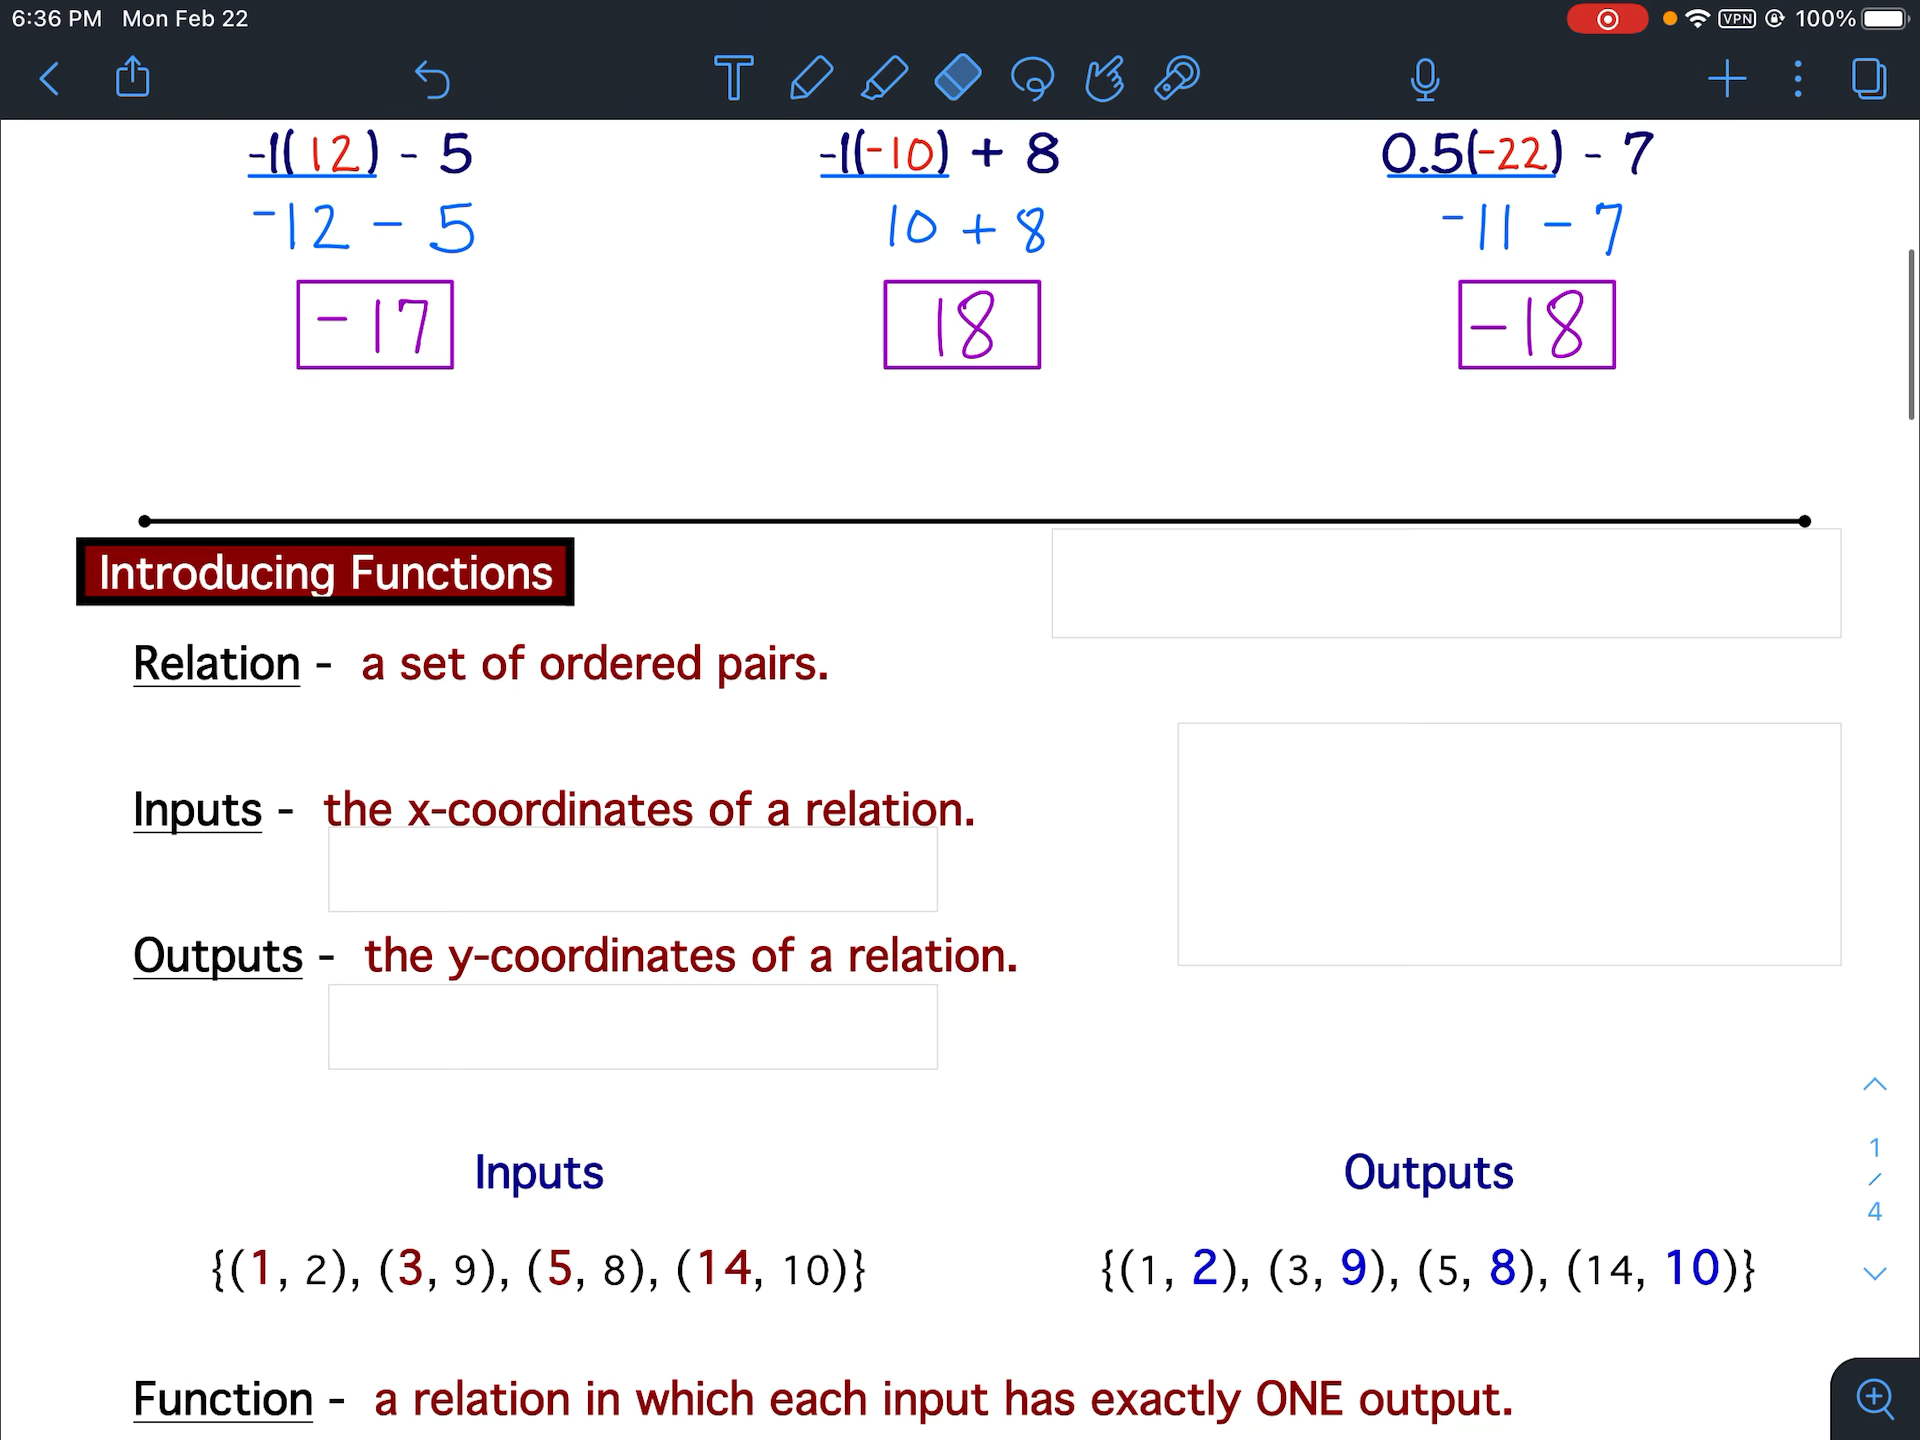 6:36 PM Mon Feb 22 VPN 100%
-1(12) - 5 -1(-10) + 8 0.5(-22) - 7
-12 - 5 10 + 8 -11 - 7
-17 18 -18
Introducing Functions
Relation - a set of ordered pairs.
Inputs - the x-coordinates of a relation.
Outputs - the y-coordinates of a relation.
Inputs Outputs
{(1, 2), (3, 9), (5, 8), (14, 10)} {(1, 2), (3, 9), (5, 8), (14, 10)}
1
/
4
Function - a relation in which each input has exactly ONE output.